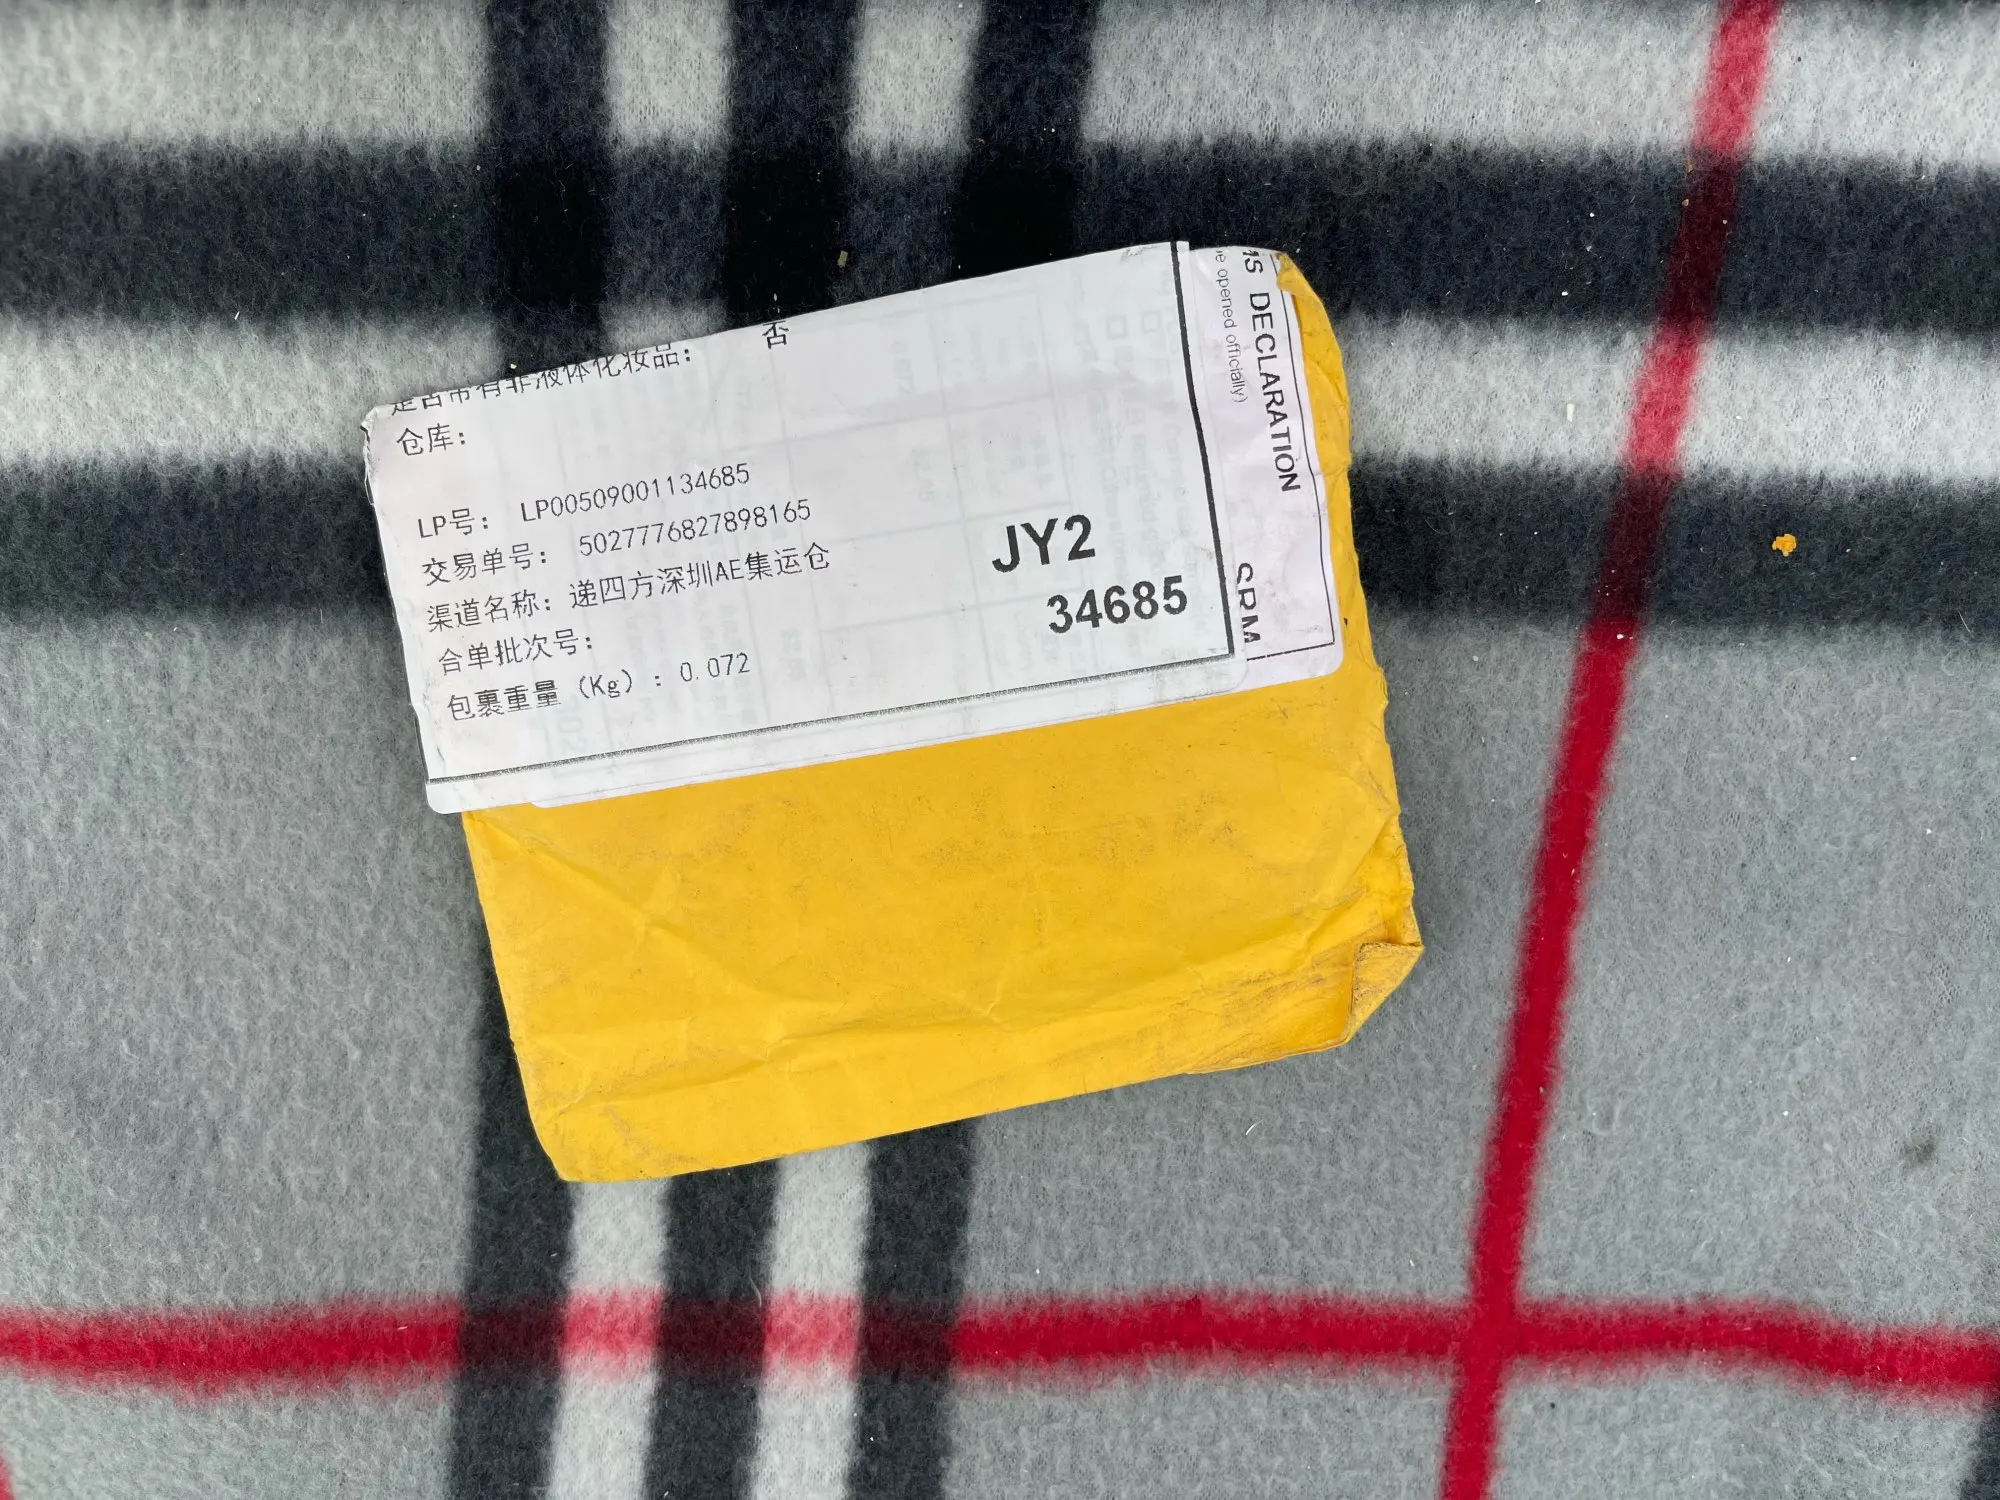 是否带有非液体化妆品： 否
仓库：
LP号： LP00509001134685
交易单号： 5027776827898165
渠道名称：递四方深圳AE集运仓
合单批次号：
包裹重量（Kg）：0.072
JY2
34685
DECLARATION
opened officially)